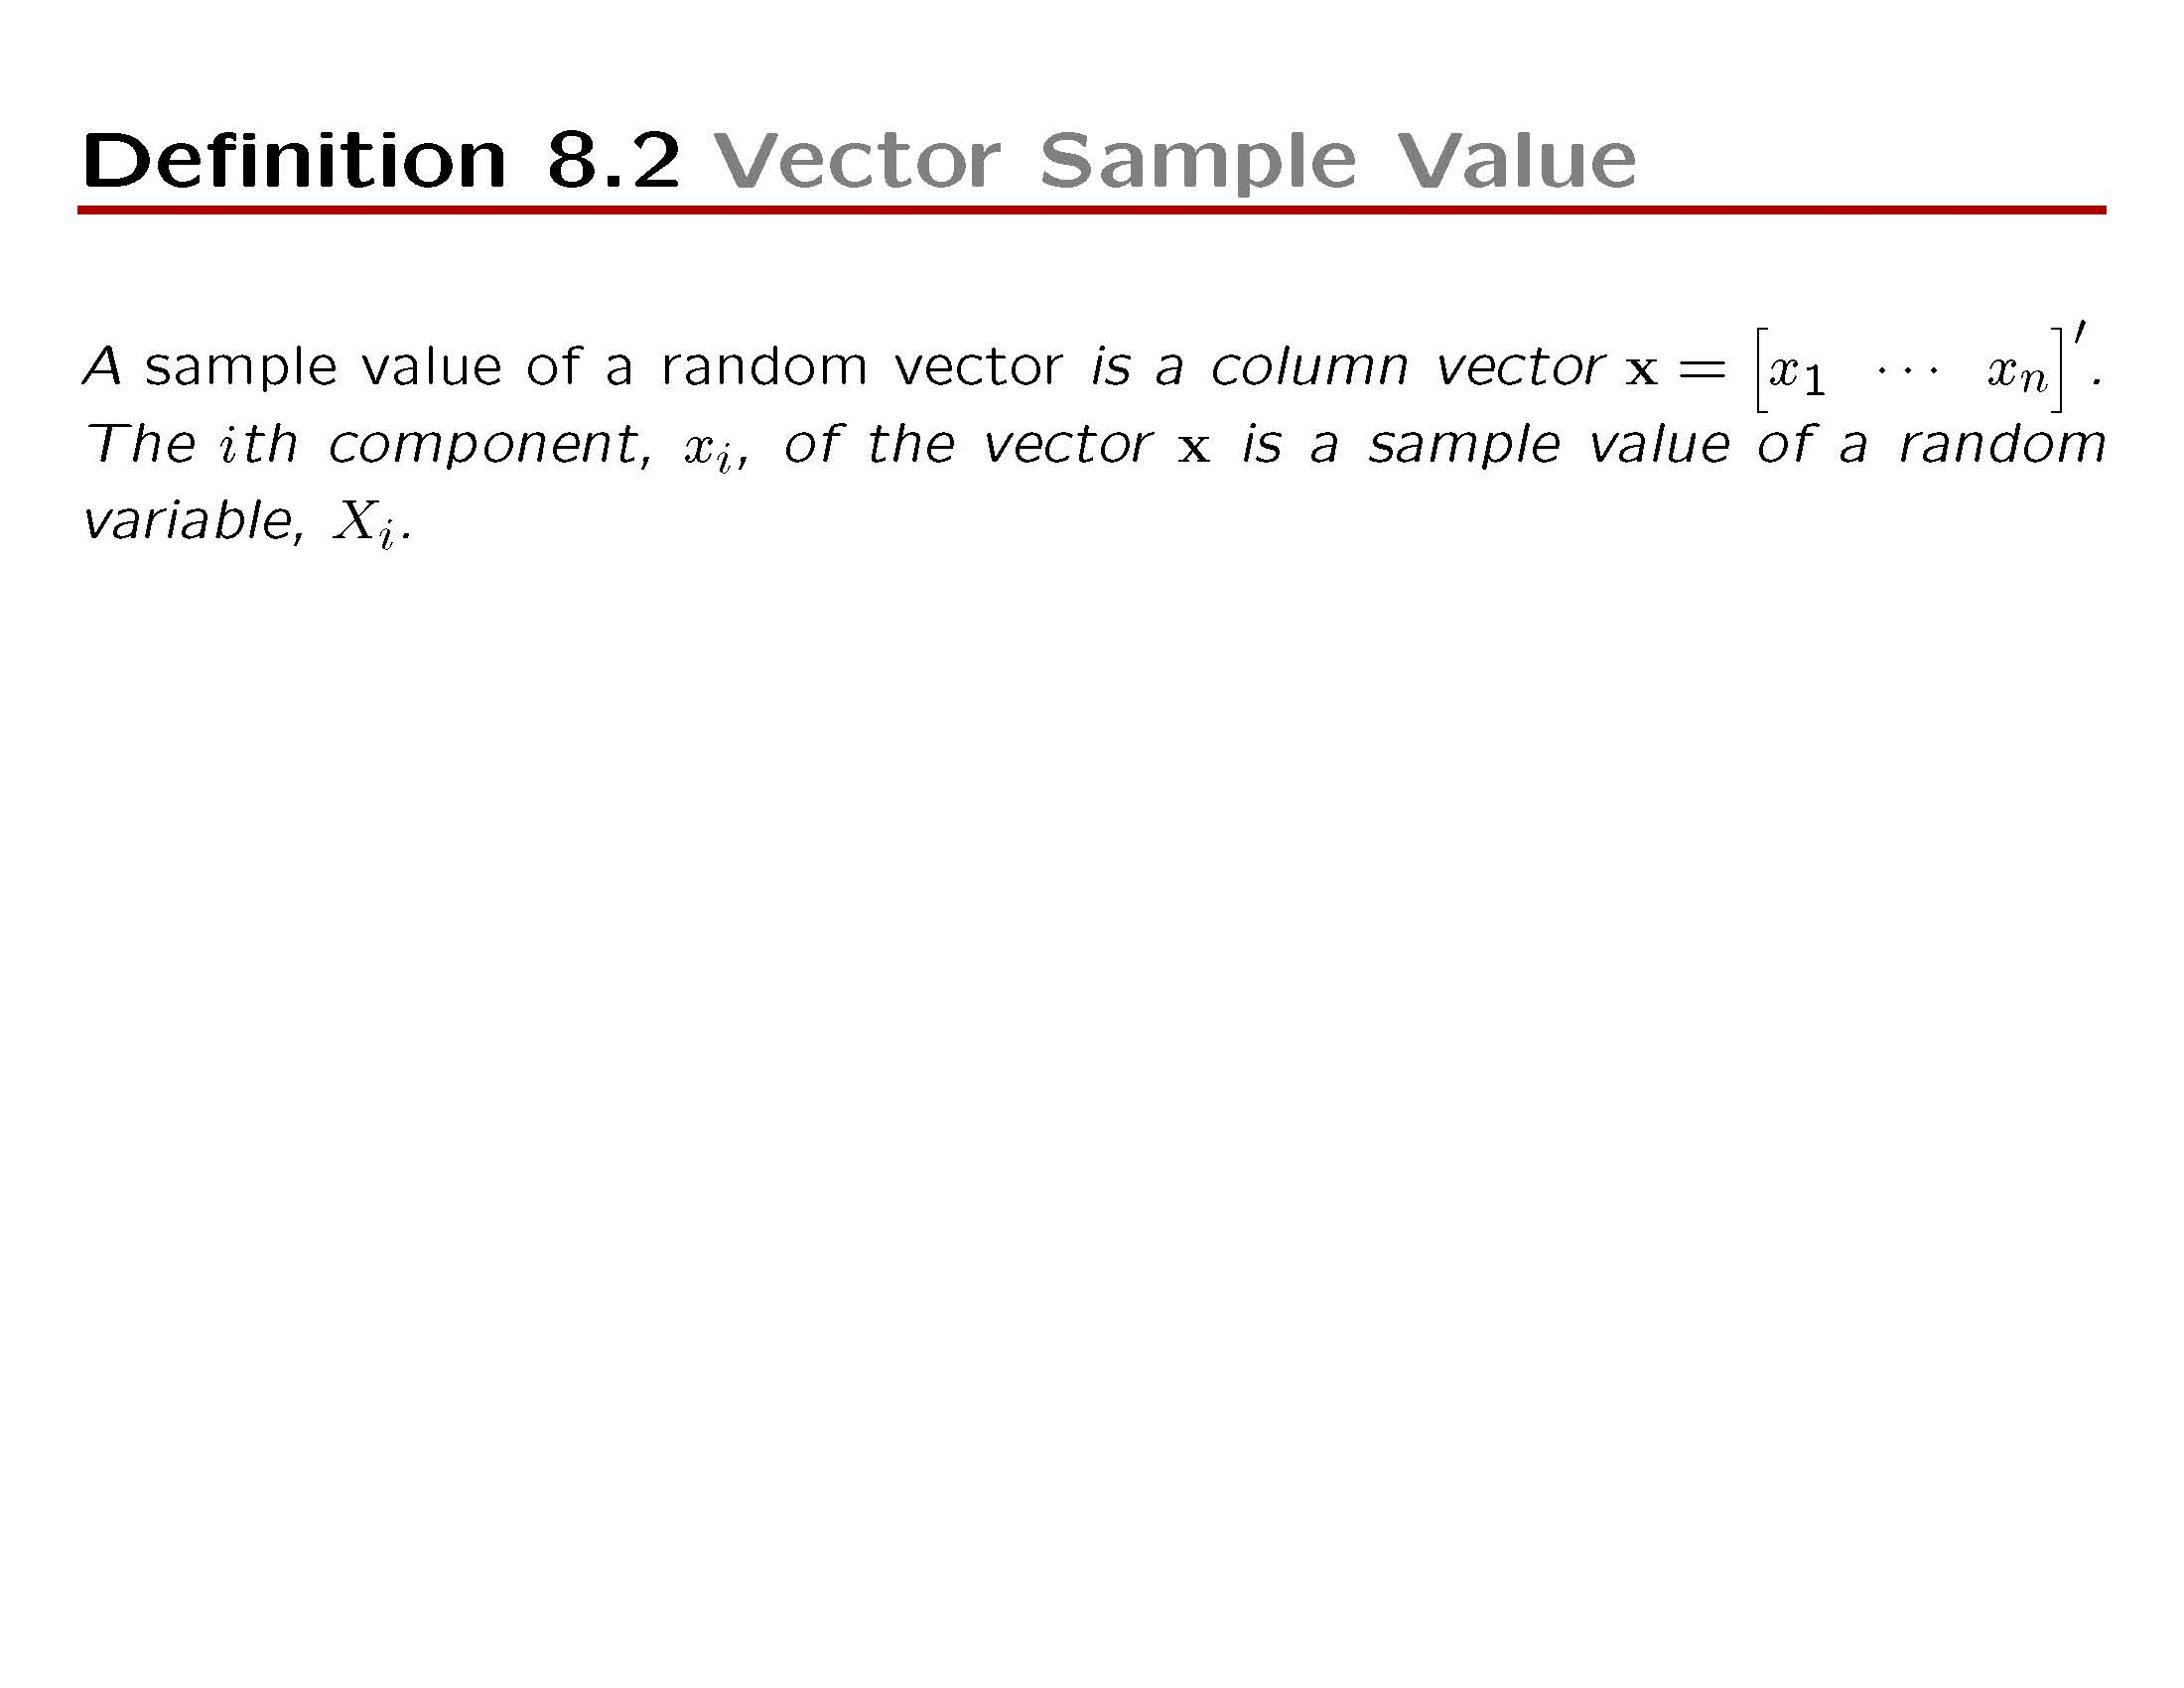 Definition 8.2 Vector Sample Value
A sample value of a random vector is a column vector x = [x₁ ⋯ xₙ]′.
The ith component, xᵢ, of the vector x is a sample value of a random
variable, Xᵢ.